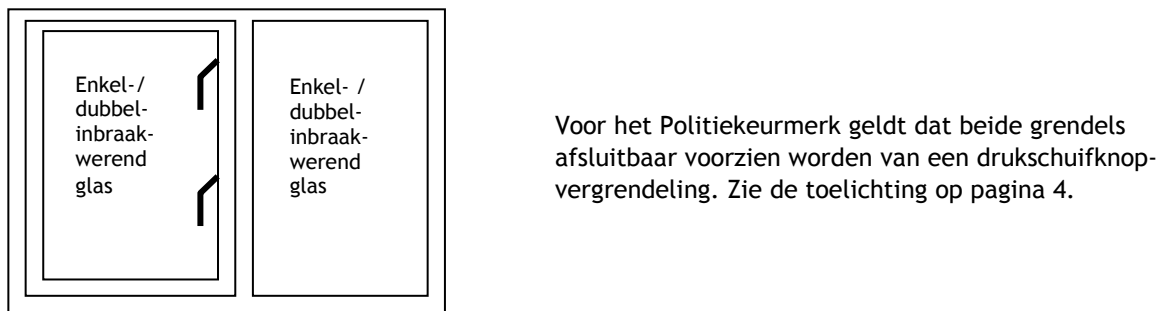 Enkel-/
dubbel-
inbraak-
werend
glas
Enkel- /
dubbel-
inbraak-
werend
glas
Voor het Politiekeurmerk geldt dat beide grendels
afsluitbaar voorzien worden van een drukschuifknop-
vergrendeling. Zie de toelichting op pagina 4.